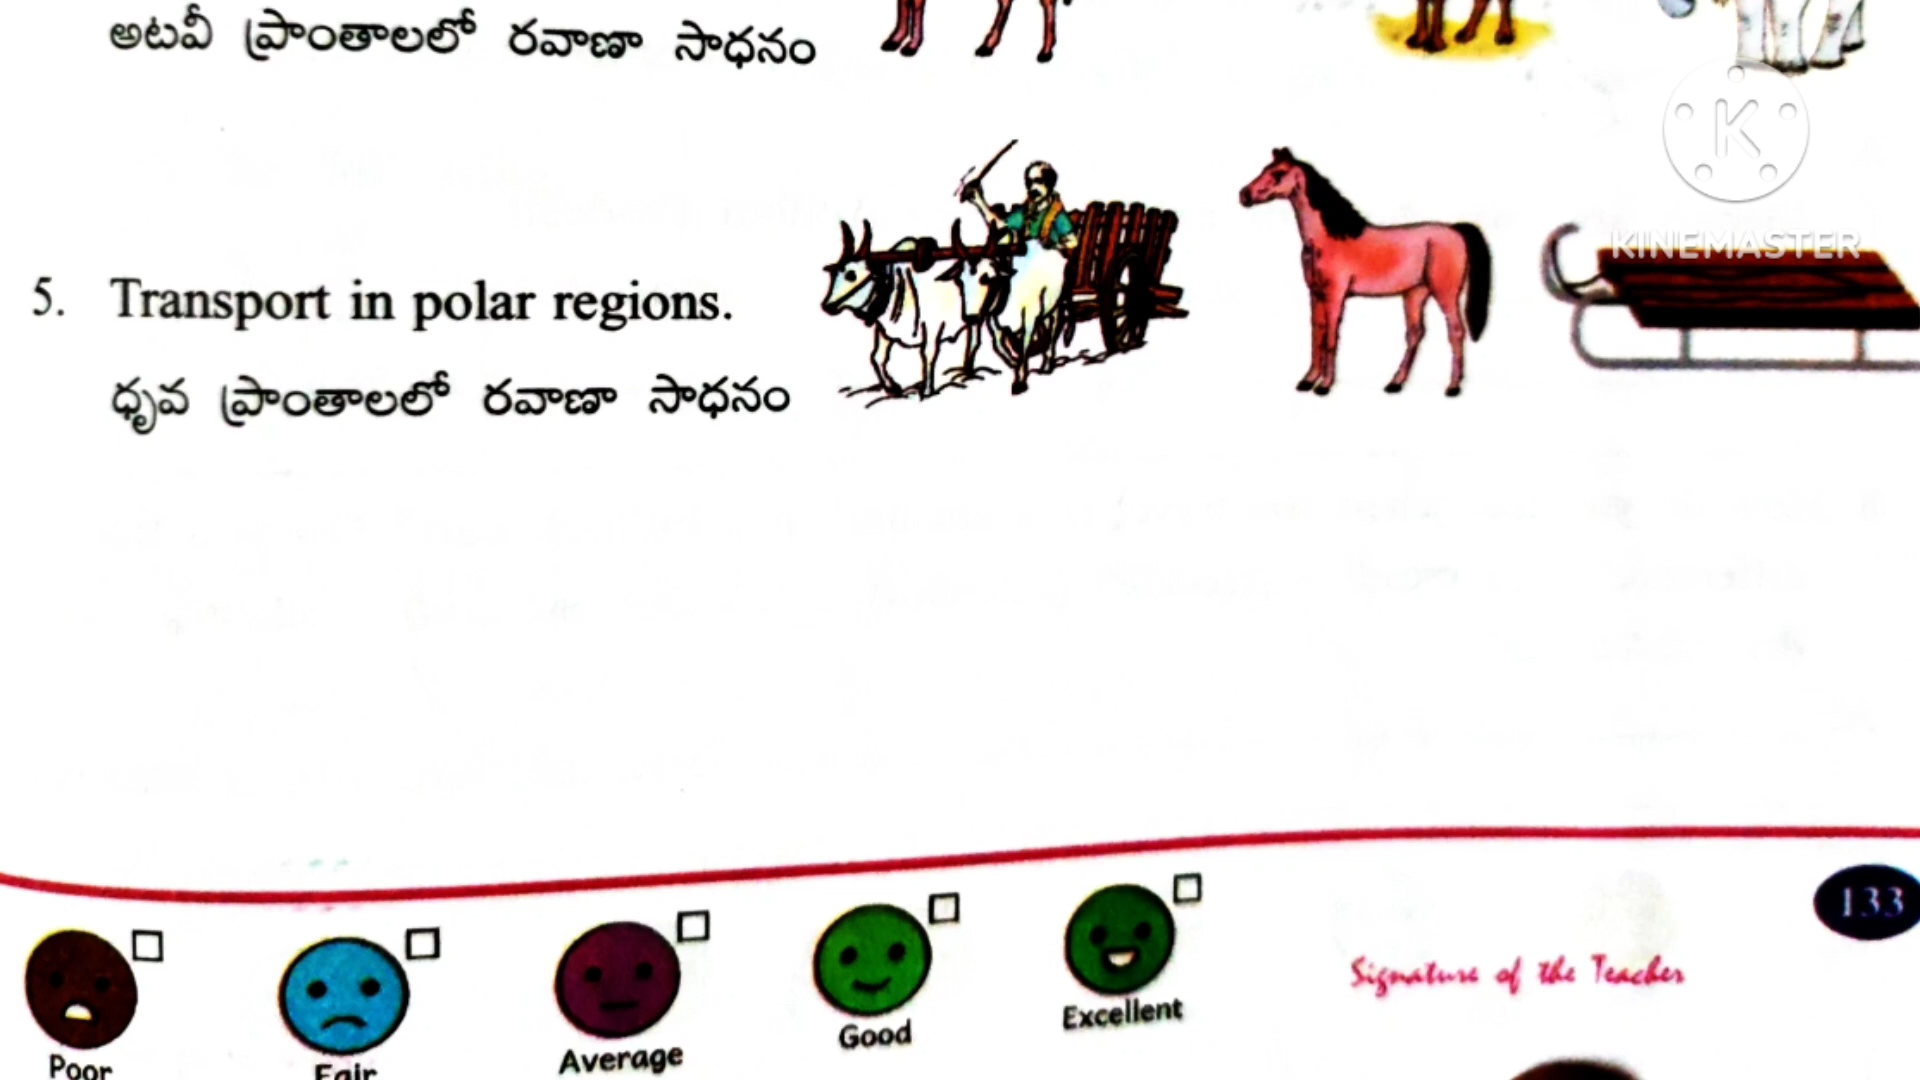 అటవీ ప్రాంతాలలో రవాణా సాధనం
K
KINEMASTER
5. Transport in polar regions.
ధృవ ప్రాంతాలలో రవాణా సాధనం
133
Signature of the Teacher
Poor
Fair
Average
Good
Excellent